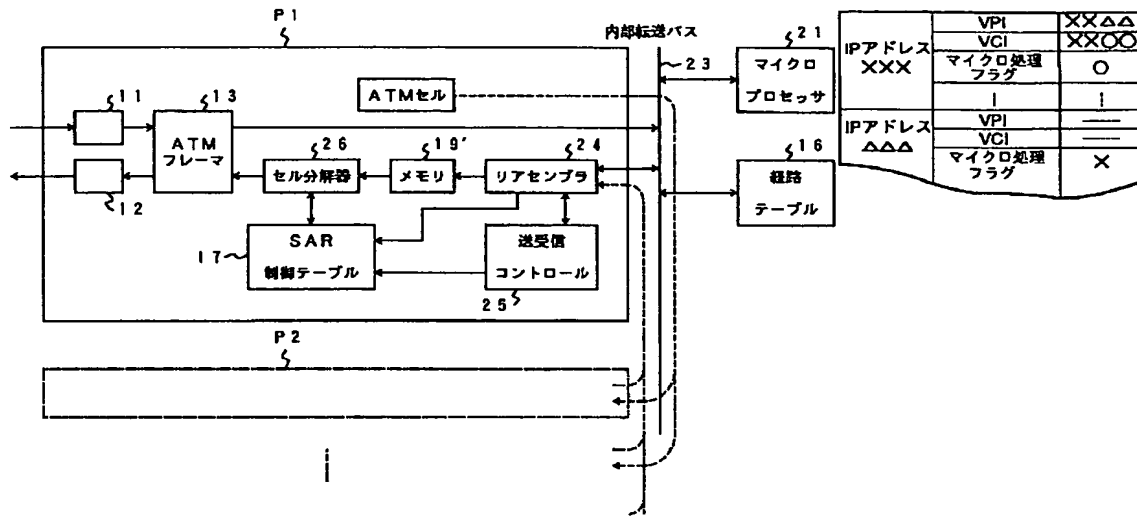 P1
内部転送バス
23
11
13
ATM
フレーマ
12
ATMセル
26
セル分解器
19'
メモリ
24
リアセンブラ
17
SAR
制御テーブル
送受信
コントロール
25
21
マイクロ
プロセッサ
16
経路
テーブル
P2
IPアドレス
×××
VPI
××△△
VCI
××○○
マイクロ処理
フラグ
○
IPアドレス
△△△
VPI
VCI
マイクロ処理
フラグ
×